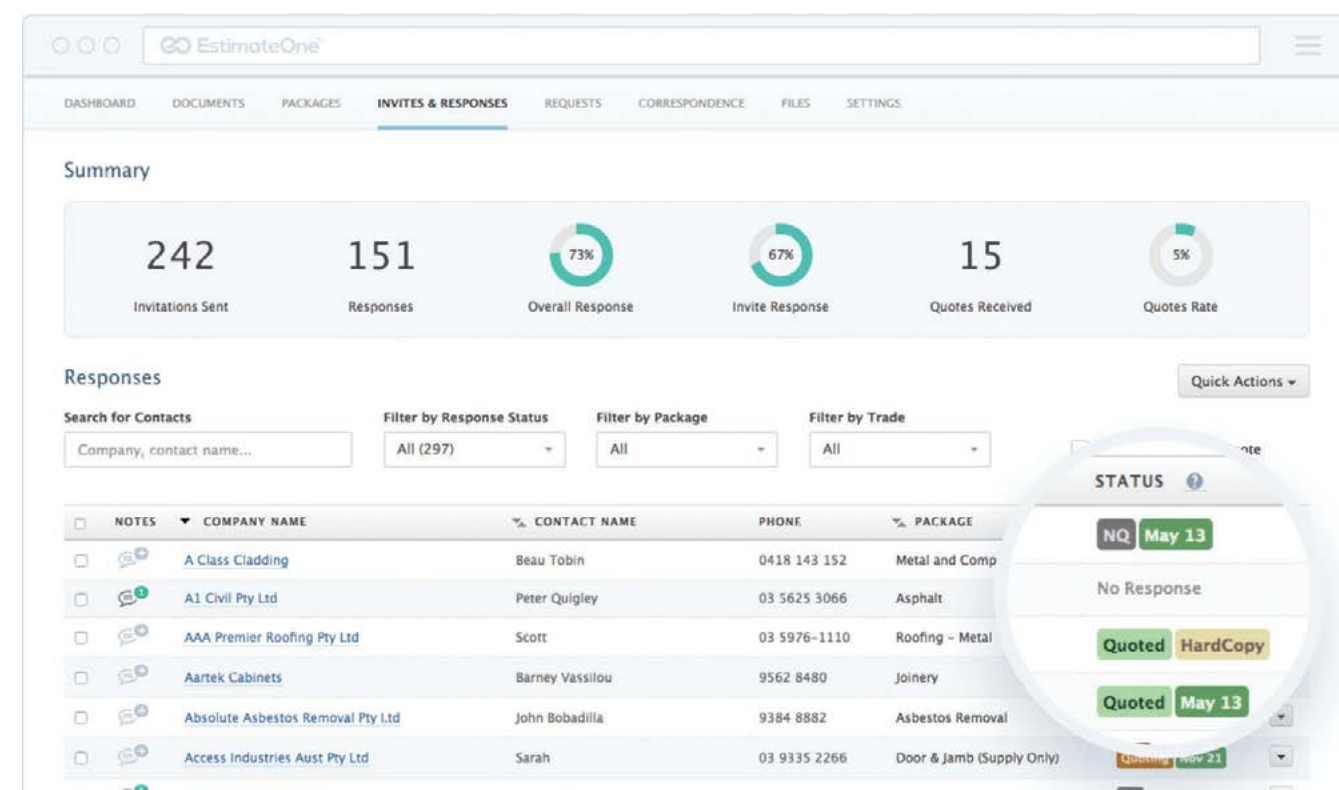 EstimateOne
DASHBOARD DOCUMENTS PACKAGES INVITES & RESPONSES REQUESTS CORRESPONDENCE FILES SETTINGS
Summary
242 151 73% 67% 15 5%
Invitations Sent Responses Overall Response Invite Response Quotes Received Quotes Rate
Responses Quick Actions
Search for Contacts Filter by Response Status Filter by Package Filter by Trade
Company, contact name... All (297) All All
STATUS ?
NOTES COMPANY NAME CONTACT NAME PHONE PACKAGE
NQ May 13
A Class Cladding Beau Tobin 0418 143 152 Metal and Comp
No Response
A1 Civil Pty Ltd Peter Quigley 03 5625 3066 Asphalt
1
AAA Premier Roofing Pty Ltd Scott 03 5976-1110 Roofing - Metal
Quoted HardCopy
Aartek Cabinets Barney Vassilou 9562 8480 Joinery
Quoted May 13
Absolute Asbestos Removal Pty Ltd John Bobadilla 9384 8882 Asbestos Removal
Access Industries Aust Pty Ltd Sarah 03 9335 2266 Door & Jamb (Supply Only) Quoting Nov 21